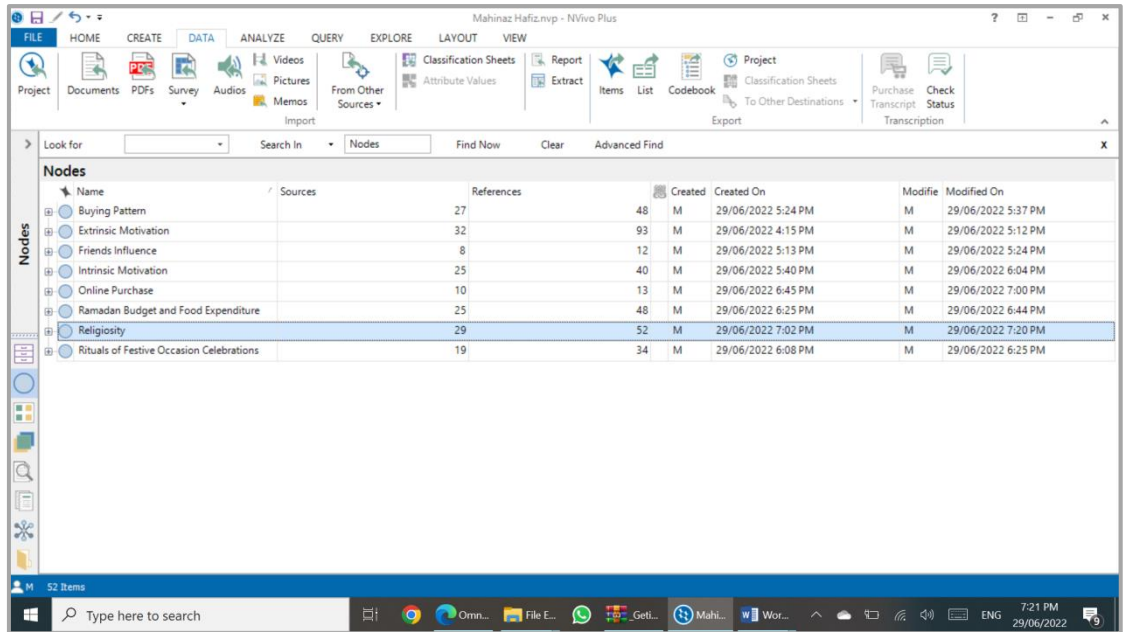 Mahinaz Hafiz.nvp - NVivo Plus
FILE HOME CREATE DATA ANALYZE QUERY EXPLORE LAYOUT VIEW
Project
Documents
PDFs
Survey
Audios
Videos
Pictures
Memos
From Other
Sources
Import
Classification Sheets
Attribute Values
Report
Extract
Items
List
Codebook
Project
Classification Sheets
To Other Destinations
Export
Purchase
Transcript
Check
Status
Transcription
Look for Search In Nodes Find Now Clear Advanced Find X
Nodes
Nodes
Name Sources References Created Created On Modifie Modified On
Buying Pattern 27 48 M 29/06/2022 5:24 PM M 29/06/2022 5:37 PM
Extrinsic Motivation 32 93 M 29/06/2022 4:15 PM M 29/06/2022 5:12 PM
Friends Influence 8 12 M 29/06/2022 5:13 PM M 29/06/2022 5:24 PM
Intrinsic Motivation 25 40 M 29/06/2022 5:40 PM M 29/06/2022 6:04 PM
Online Purchase 10 13 M 29/06/2022 6:45 PM M 29/06/2022 7:00 PM
Ramadan Budget and Food Expenditure 25 48 M 29/06/2022 6:25 PM M 29/06/2022 6:44 PM
Religiosity 29 52 M 29/06/2022 7:02 PM M 29/06/2022 7:20 PM
Rituals of Festive Occasion Celebrations 19 34 M 29/06/2022 6:08 PM M 29/06/2022 6:25 PM
M 52 Items
Type here to search Omn... File E... _Geti... Mahi... Wor... ENG 7:21 PM
29/06/2022 9